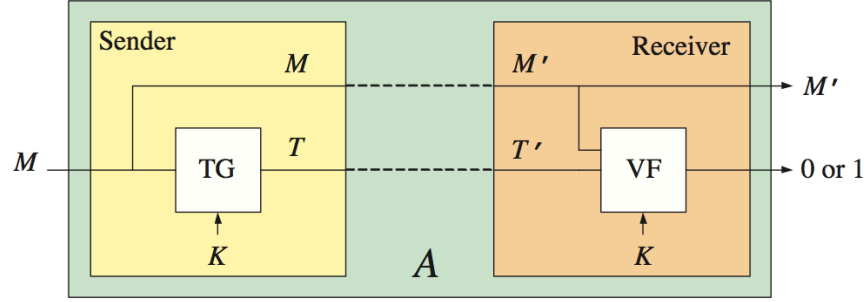 Sender
Receiver
M M′ M′
M TG T T′ VF 0 or 1
K A K